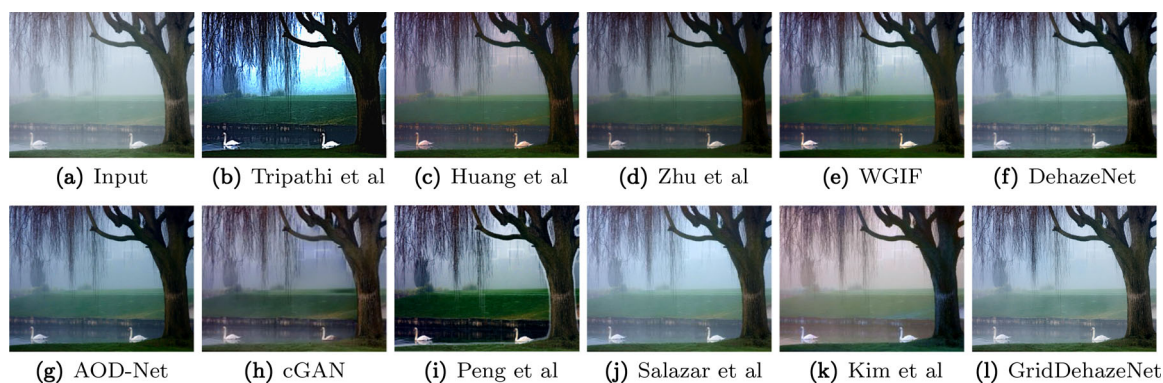 (a) Input
(b) Tripathi et al
(c) Huang et al
(d) Zhu et al
(e) WGIF
(f) DehazeNet
(g) AOD-Net
(h) cGAN
(i) Peng et al
(j) Salazar et al
(k) Kim et al
(l) GridDehazeNet